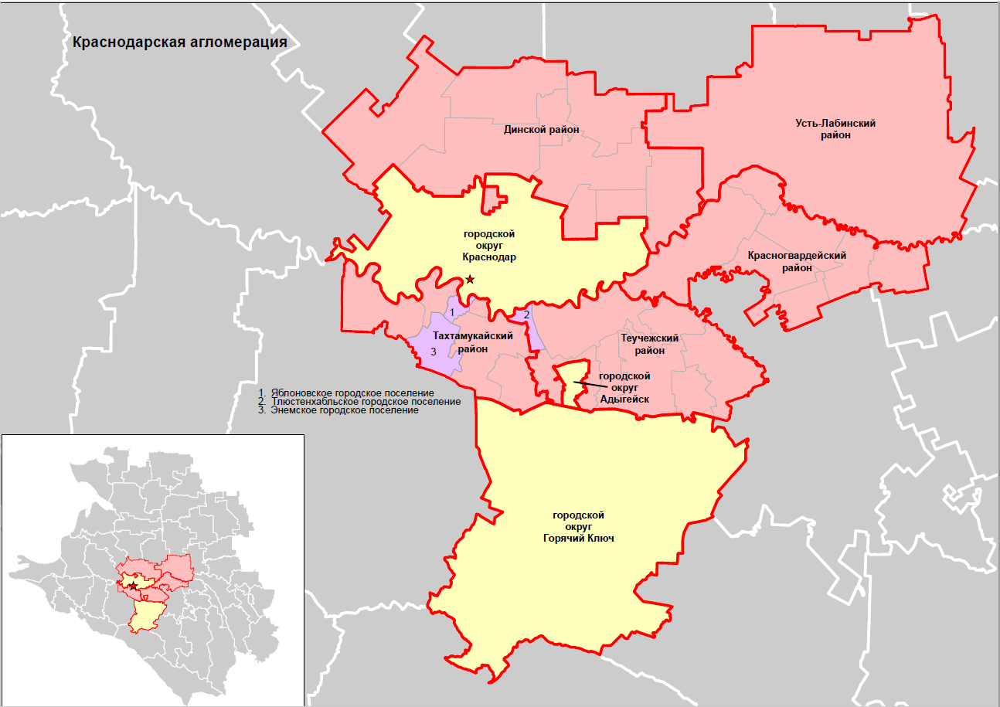 Краснодарская агломерация
Динской район
Усть-Лабинский
район
городской
округ
Краснодар
Красногвардейский
район
1
2
Тахтамукайский
район
3
Теучежский
район
городской
округ
Адыгейск
1. Яблоновское городское поселение
2. Тлюстенхабльское городское поселение
3. Энемское городское поселение
городской
округ
Горячий Ключ